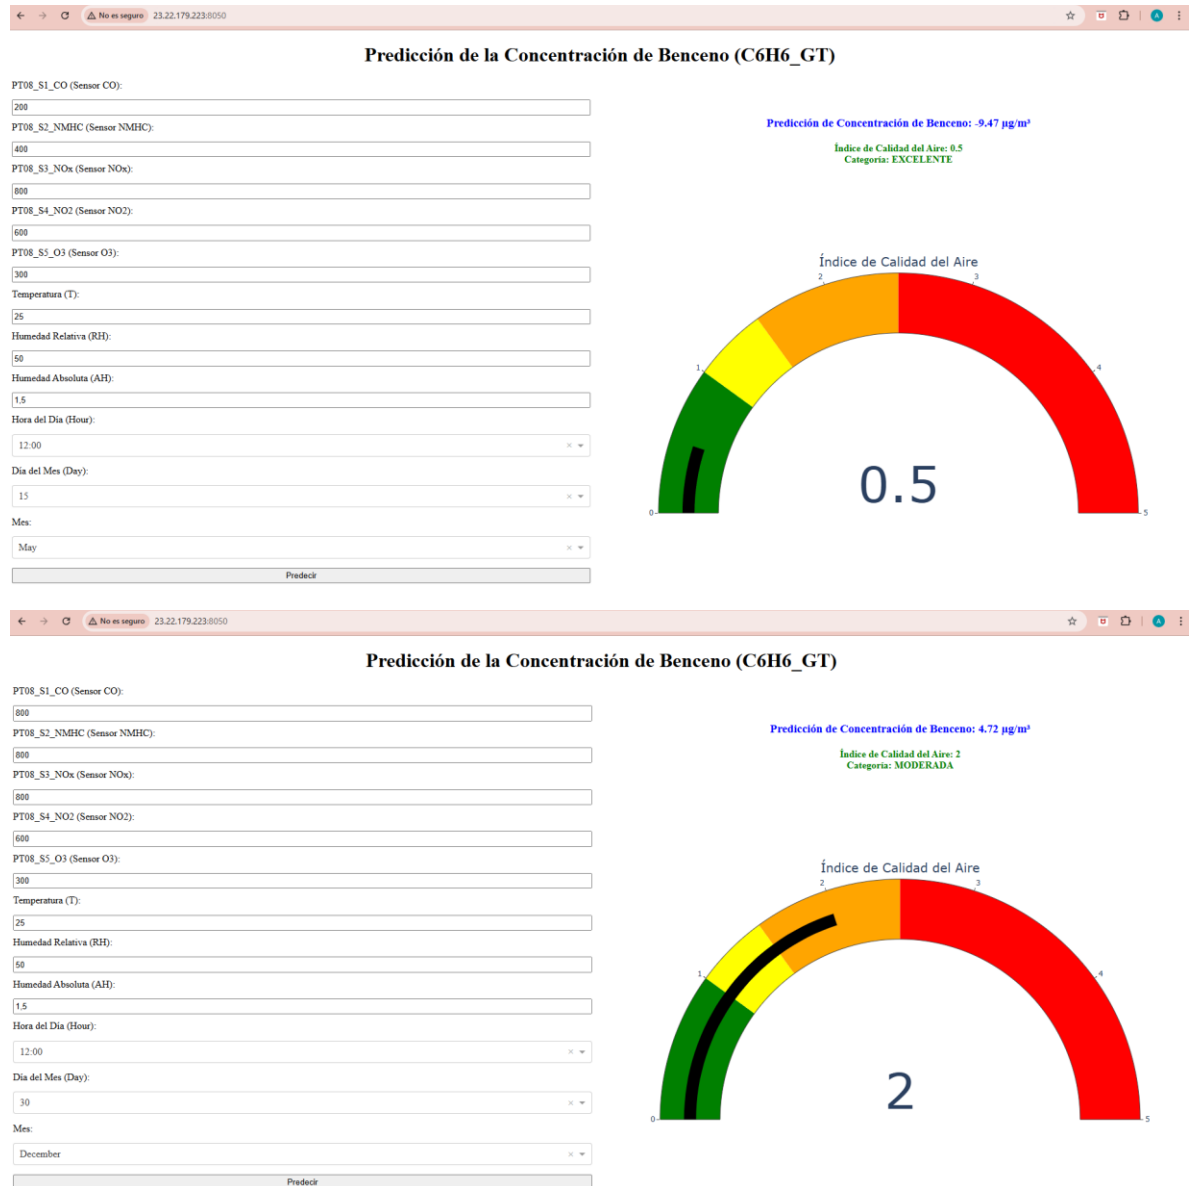 No es seguro 23.22.179.223:8050
Predicción de la Concentración de Benceno (C6H6_GT)
PT08_S1_CO (Sensor CO):
200
PT08_S2_NMHC (Sensor NMHC):
400
PT08_S3_NOx (Sensor NOx):
800
PT08_S4_NO2 (Sensor NO2):
600
PT08_S5_O3 (Sensor O3):
300
Temperatura (T):
25
Humedad Relativa (RH):
50
Humedad Absoluta (AH):
1,5
Hora del Día (Hour):
12:00
Día del Mes (Day):
15
Mes:
May
Predecir
Predicción de Concentración de Benceno: -9.47 µg/m³
Índice de Calidad del Aire: 0.5
Categoría: EXCELENTE
Índice de Calidad del Aire
0
1
2
3
4
5
0.5
No es seguro 23.22.179.223:8050
Predicción de la Concentración de Benceno (C6H6_GT)
PT08_S1_CO (Sensor CO):
800
PT08_S2_NMHC (Sensor NMHC):
800
PT08_S3_NOx (Sensor NOx):
800
PT08_S4_NO2 (Sensor NO2):
600
PT08_S5_O3 (Sensor O3):
300
Temperatura (T):
25
Humedad Relativa (RH):
50
Humedad Absoluta (AH):
1,5
Hora del Día (Hour):
12:00
Día del Mes (Day):
30
Mes:
December
Predecir
Predicción de Concentración de Benceno: 4.72 µg/m³
Índice de Calidad del Aire: 2
Categoría: MODERADA
Índice de Calidad del Aire
0
1
2
3
4
5
2